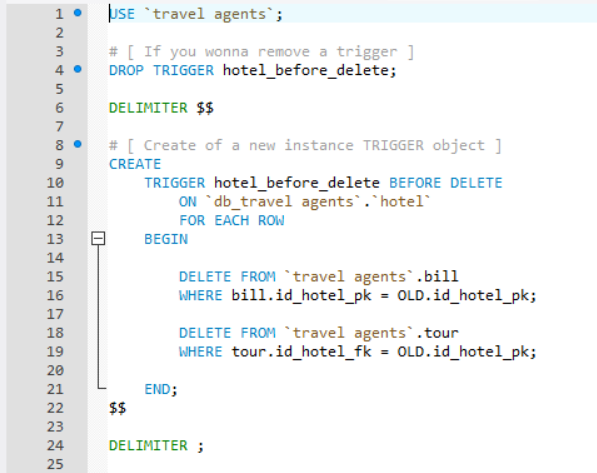 1 USE `travel agents`;
2
3 # [ If you wonna remove a trigger ]
4 DROP TRIGGER hotel_before_delete;
5
6 DELIMITER $$
7
8 # [ Create of a new instance TRIGGER object ]
9 CREATE
10 TRIGGER hotel_before_delete BEFORE DELETE
11 ON `db_travel agents`.`hotel`
12 FOR EACH ROW
13 BEGIN
14
15 DELETE FROM `travel agents`.bill
16 WHERE bill.id_hotel_pk = OLD.id_hotel_pk;
17
18 DELETE FROM `travel agents`.tour
19 WHERE tour.id_hotel_fk = OLD.id_hotel_pk;
20
21 END;
22 $$
23
24 DELIMITER ;
25